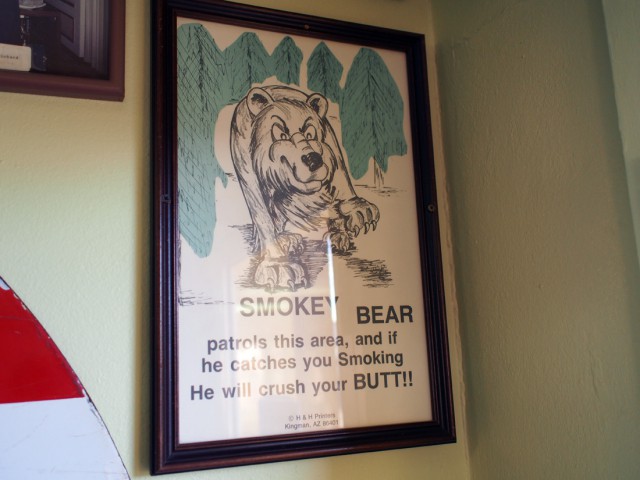 SMOKEY BEAR
patrols this area, and if
he catches you Smoking
He will crush your BUTT!!
© H & H Printers
Kingman, AZ 86401